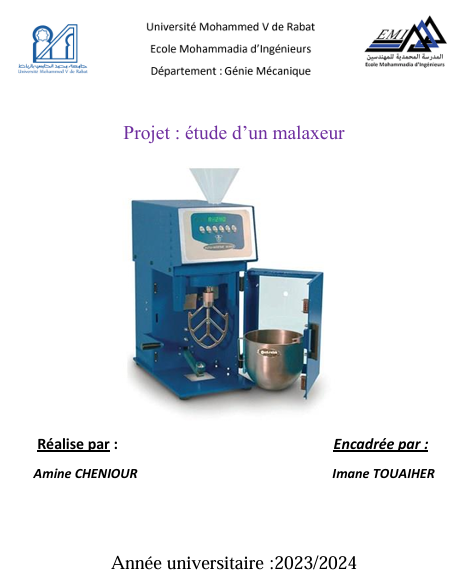 Université Mohammed V de Rabat
Ecole Mohammadia d'Ingénieurs
Département : Génie Mécanique
جامعة محمد الخامس بالرباط
Université Mohammed V de Rabat
EMI
المدرسة المحمدية للمهندسين
Ecole Mohammadia d'Ingénieurs
Projet : étude d'un malaxeur
Réalise par :
Encadrée par :
Amine CHENIOUR
Imane TOUAIHER
Année universitaire :2023/2024